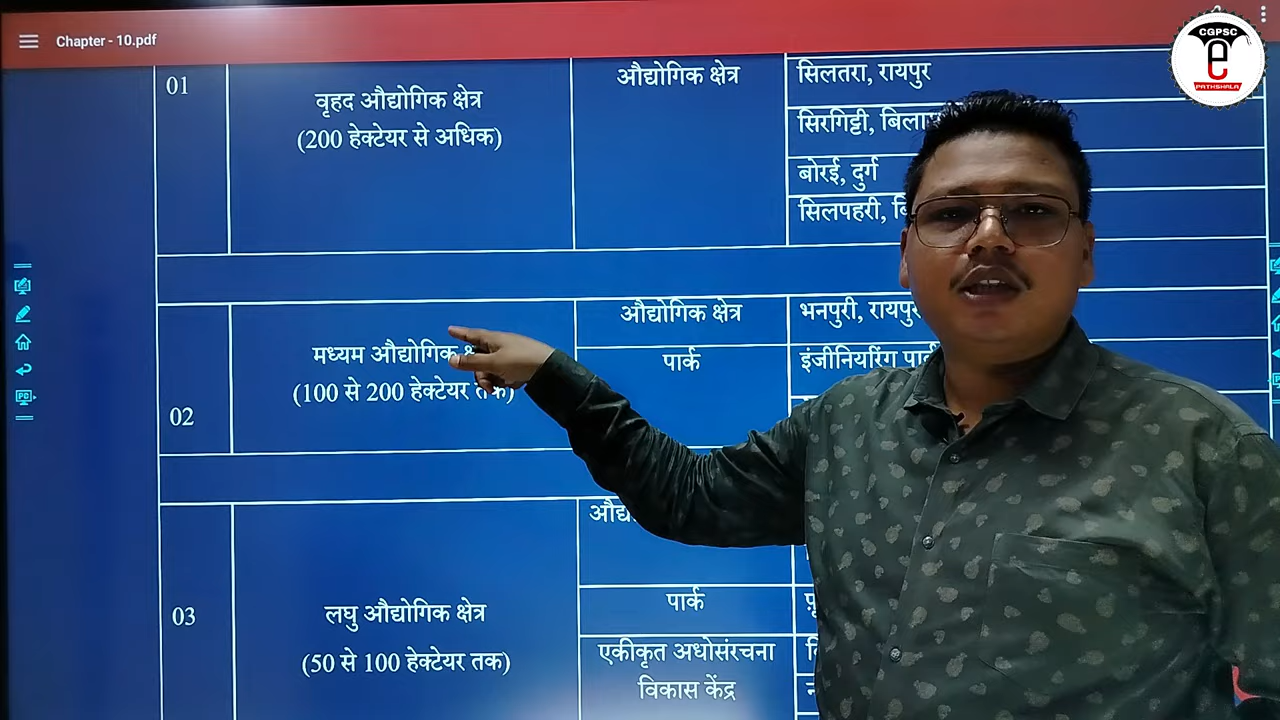 Chapter - 10.pdf
CGPSC
e
PATHSHALA
01
वृहद औद्योगिक क्षेत्र
(200 हेक्टेयर से अधिक)
औद्योगिक क्षेत्र
सिलतरा, रायपुर
सिरगिट्टी,
बोरई, दुर्ग
सिलपहरी,
02
मध्यम औद्योगिक
(100 से 200 हेक्टेयर तक)
औद्योगिक क्षेत्र
भनपुरी, रायपुर
पार्क
इंजीनियरिंग पार्क
03
लघु औद्योगिक क्षेत्र
(50 से 100 हेक्टेयर तक)
पार्क
एकीकृत अधोसंरचना
विकास केंद्र